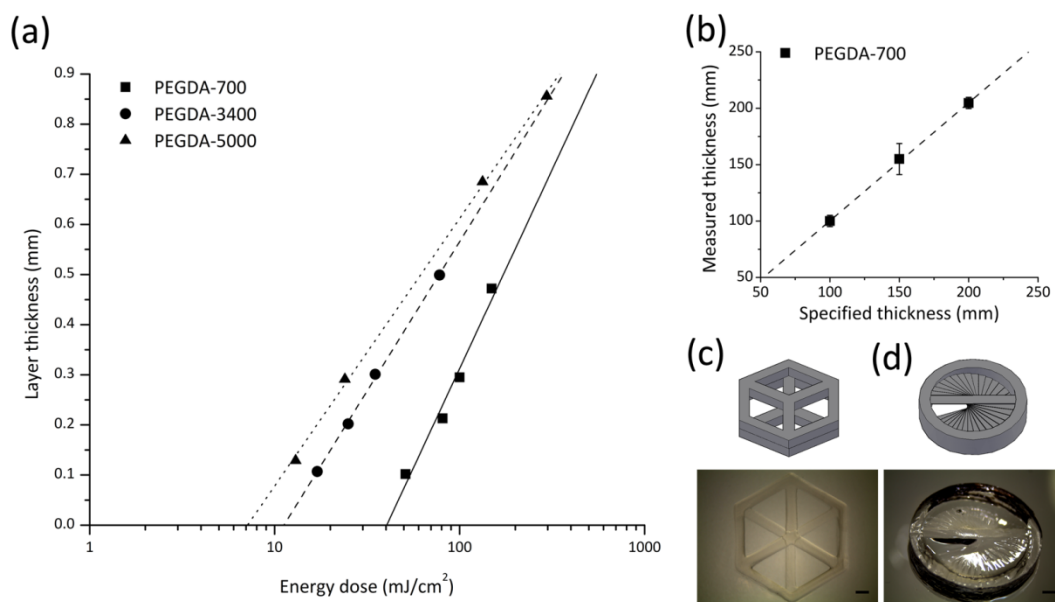 (a)
PEGDA-700
PEGDA-3400
PEGDA-5000
0.9
0.8
0.7
0.6
0.5
0.4
0.3
0.2
0.1
0.0
Layer thickness (mm)
1 10 100 1000
Energy dose (mJ/cm²)
(b)
PEGDA-700
250
200
150
100
50
Measured thickness (mm)
50 100 150 200 250
Specified thickness (mm)
(c)
(d)